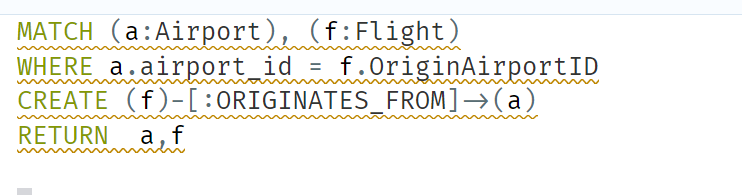 MATCH (a:Airport), (f:Flight)
WHERE a.airport_id = f.OriginAirportID
CREATE (f)-[:ORIGINATES_FROM]->(a)
RETURN  a,f